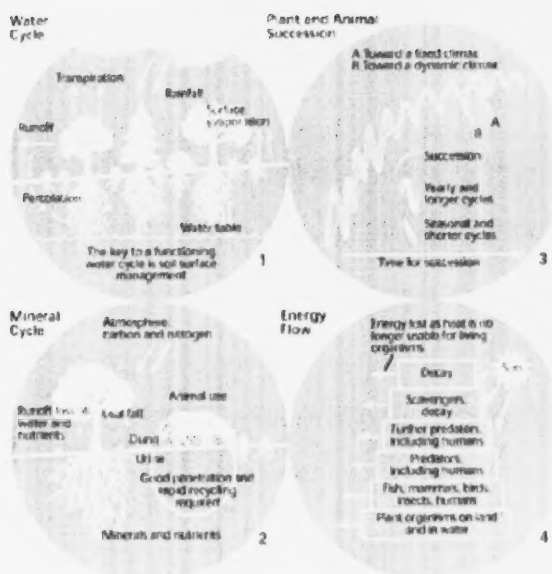 Water
Cycle
Transpiration
Rainfall
Surface
evaporation
Runoff
Percolation
Water table
The key to a functioning
water cycle is soil surface
management
1
Plant and Animal
Succession
A Toward a fixed climax
B Toward a dynamic climax
A
B
Succession
Yearly and
longer cycles
Seasonal and
shorter cycles
Time for succession
3
Mineral
Cycle
Atmosphere,
carbon and nitrogen
Animal use
Runoff loss of
water and
nutrients
Leaf fall
Dung
Urine
Good penetration and
rapid recycling
required
Minerals and nutrients
2
Energy
Flow
Energy lost as heat is no
longer usable for living
organisms
Sun
Decay
Scavengers,
decay
Further predators,
including humans
Predators,
including humans
Fish, mammals, birds,
insects, humans
Plant organisms on land
and in water
4